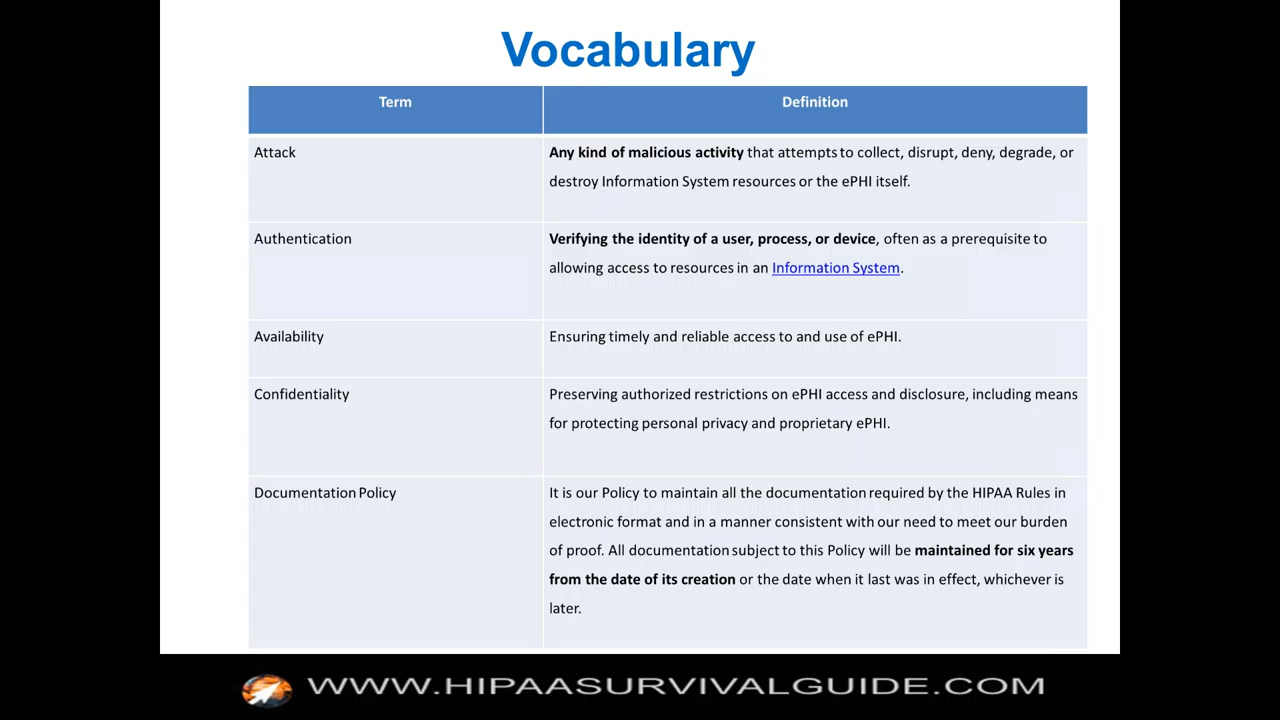 Vocabulary
Term
Definition
Attack
Any kind of malicious activity that attempts to collect, disrupt, deny, degrade, or
destroy Information System resources or the ePHI itself.
Authentication
Verifying the identity of a user, process, or device, often as a prerequisite to
allowing access to resources in an Information System.
Availability
Ensuring timely and reliable access to and use of ePHI.
Confidentiality
Preserving authorized restrictions on ePHI access and disclosure, including means
for protecting personal privacy and proprietary ePHI.
Documentation Policy
It is our Policy to maintain all the documentation required by the HIPAA Rules in
electronic format and in a manner consistent with our need to meet our burden
of proof. All documentation subject to this Policy will be maintained for six years
from the date of its creation or the date when it last was in effect, whichever is
later.
WWW.HIPAASURVIVALGUIDE.COM